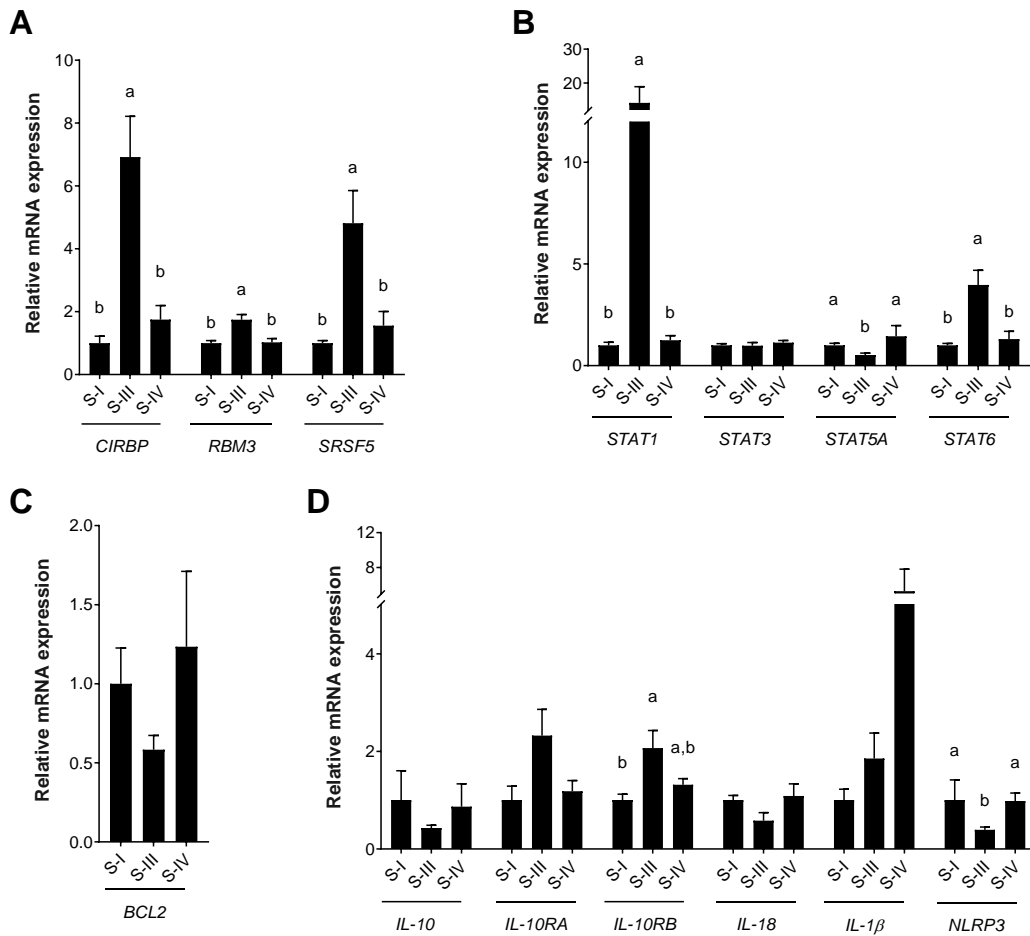 A
Relative mRNA expression
10
8
6
4
2
0
b
a
b
b
a
b
b
a
b
S-I
S-III
S-IV
S-I
S-III
S-IV
S-I
S-III
S-IV
CIRBP
RBM3
SRSF5
B
Relative mRNA expression
30
20
10
5
0
b
a
b
a
b
a
b
a
b
S-I
S-III
S-IV
S-I
S-III
S-IV
S-I
S-III
S-IV
S-I
S-III
S-IV
STAT1
STAT3
STAT5A
STAT6
C
Relative mRNA expression
2.0
1.5
1.0
0.5
0.0
S-I
S-III
S-IV
BCL2
D
Relative mRNA expression
12
8
4
2
0
b
a
a,b
a
b
a
S-I
S-III
S-IV
S-I
S-III
S-IV
S-I
S-III
S-IV
S-I
S-III
S-IV
S-I
S-III
S-IV
S-I
S-III
S-IV
IL-10
IL-10RA
IL-10RB
IL-18
IL-1β
NLRP3